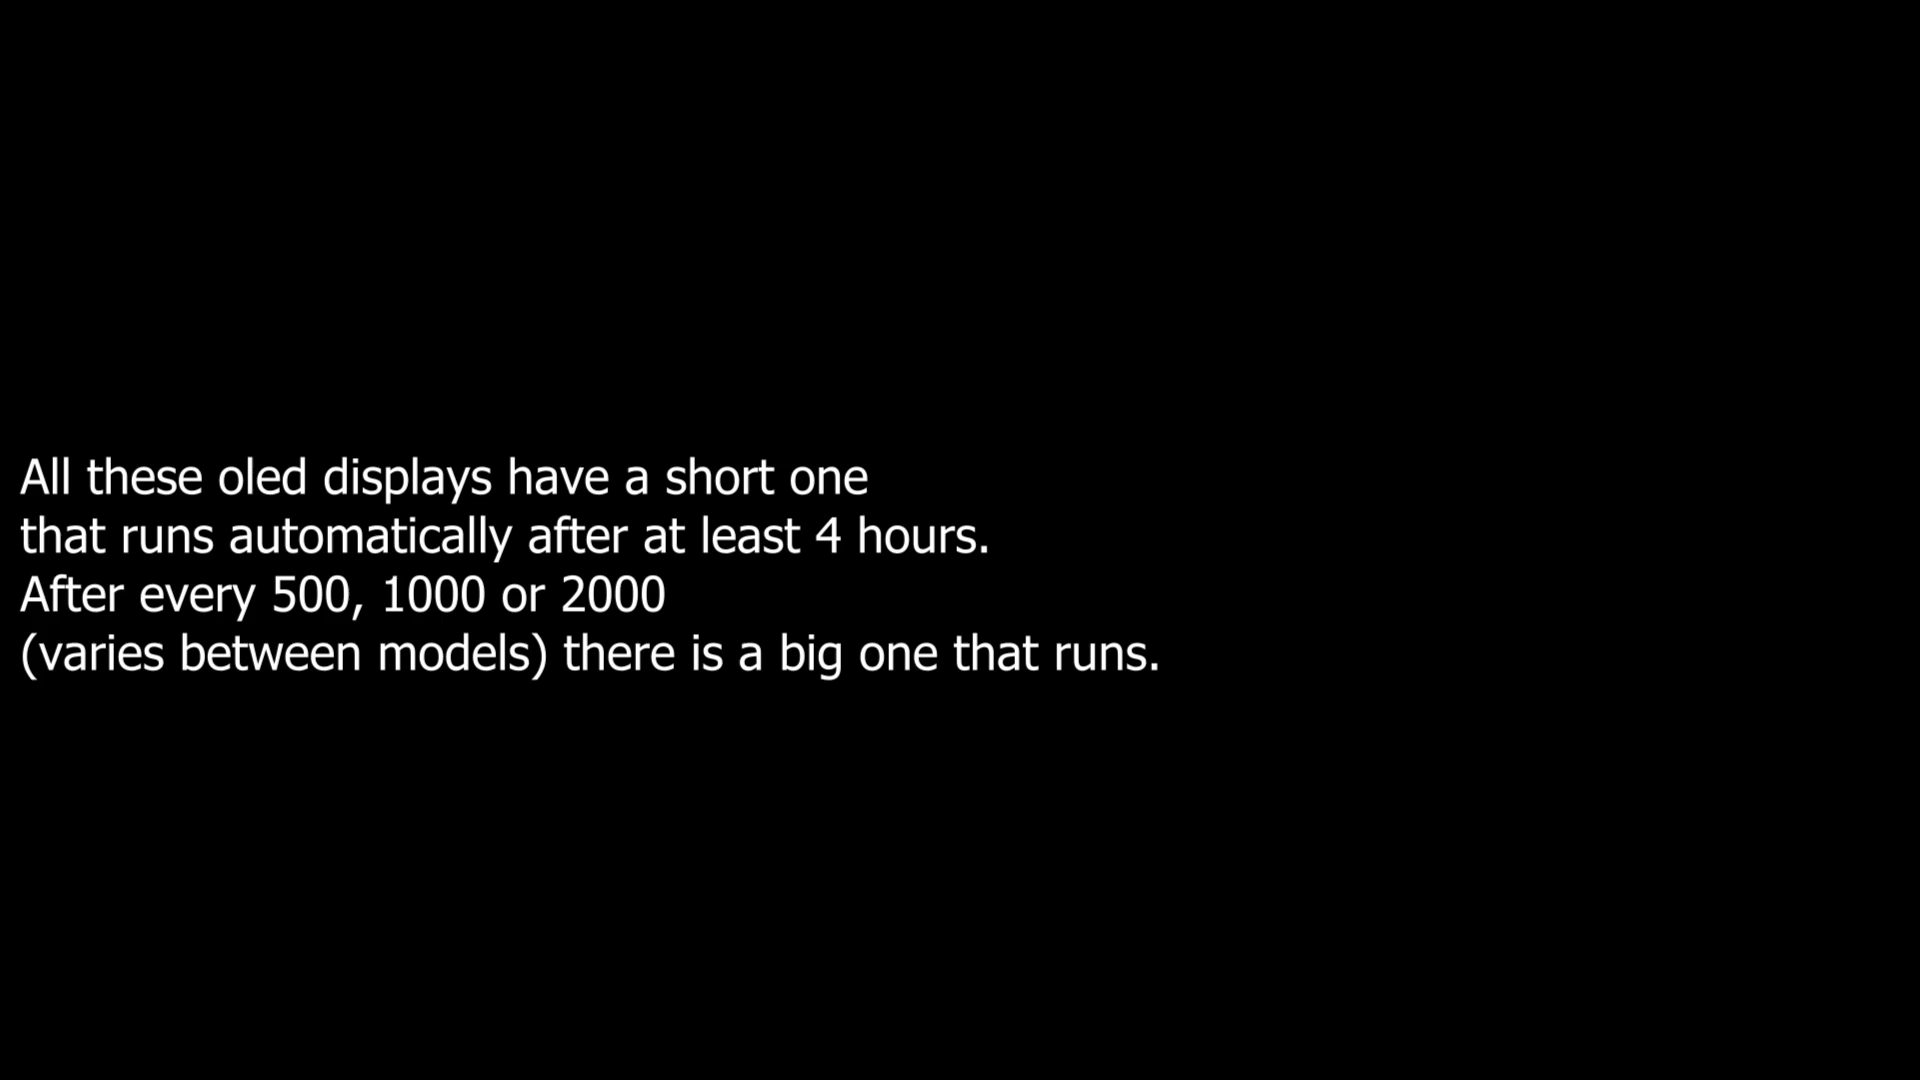 All these oled displays have a short one
that runs automatically after at least 4 hours.
After every 500, 1000 or 2000
(varies between models) there is a big one that runs.